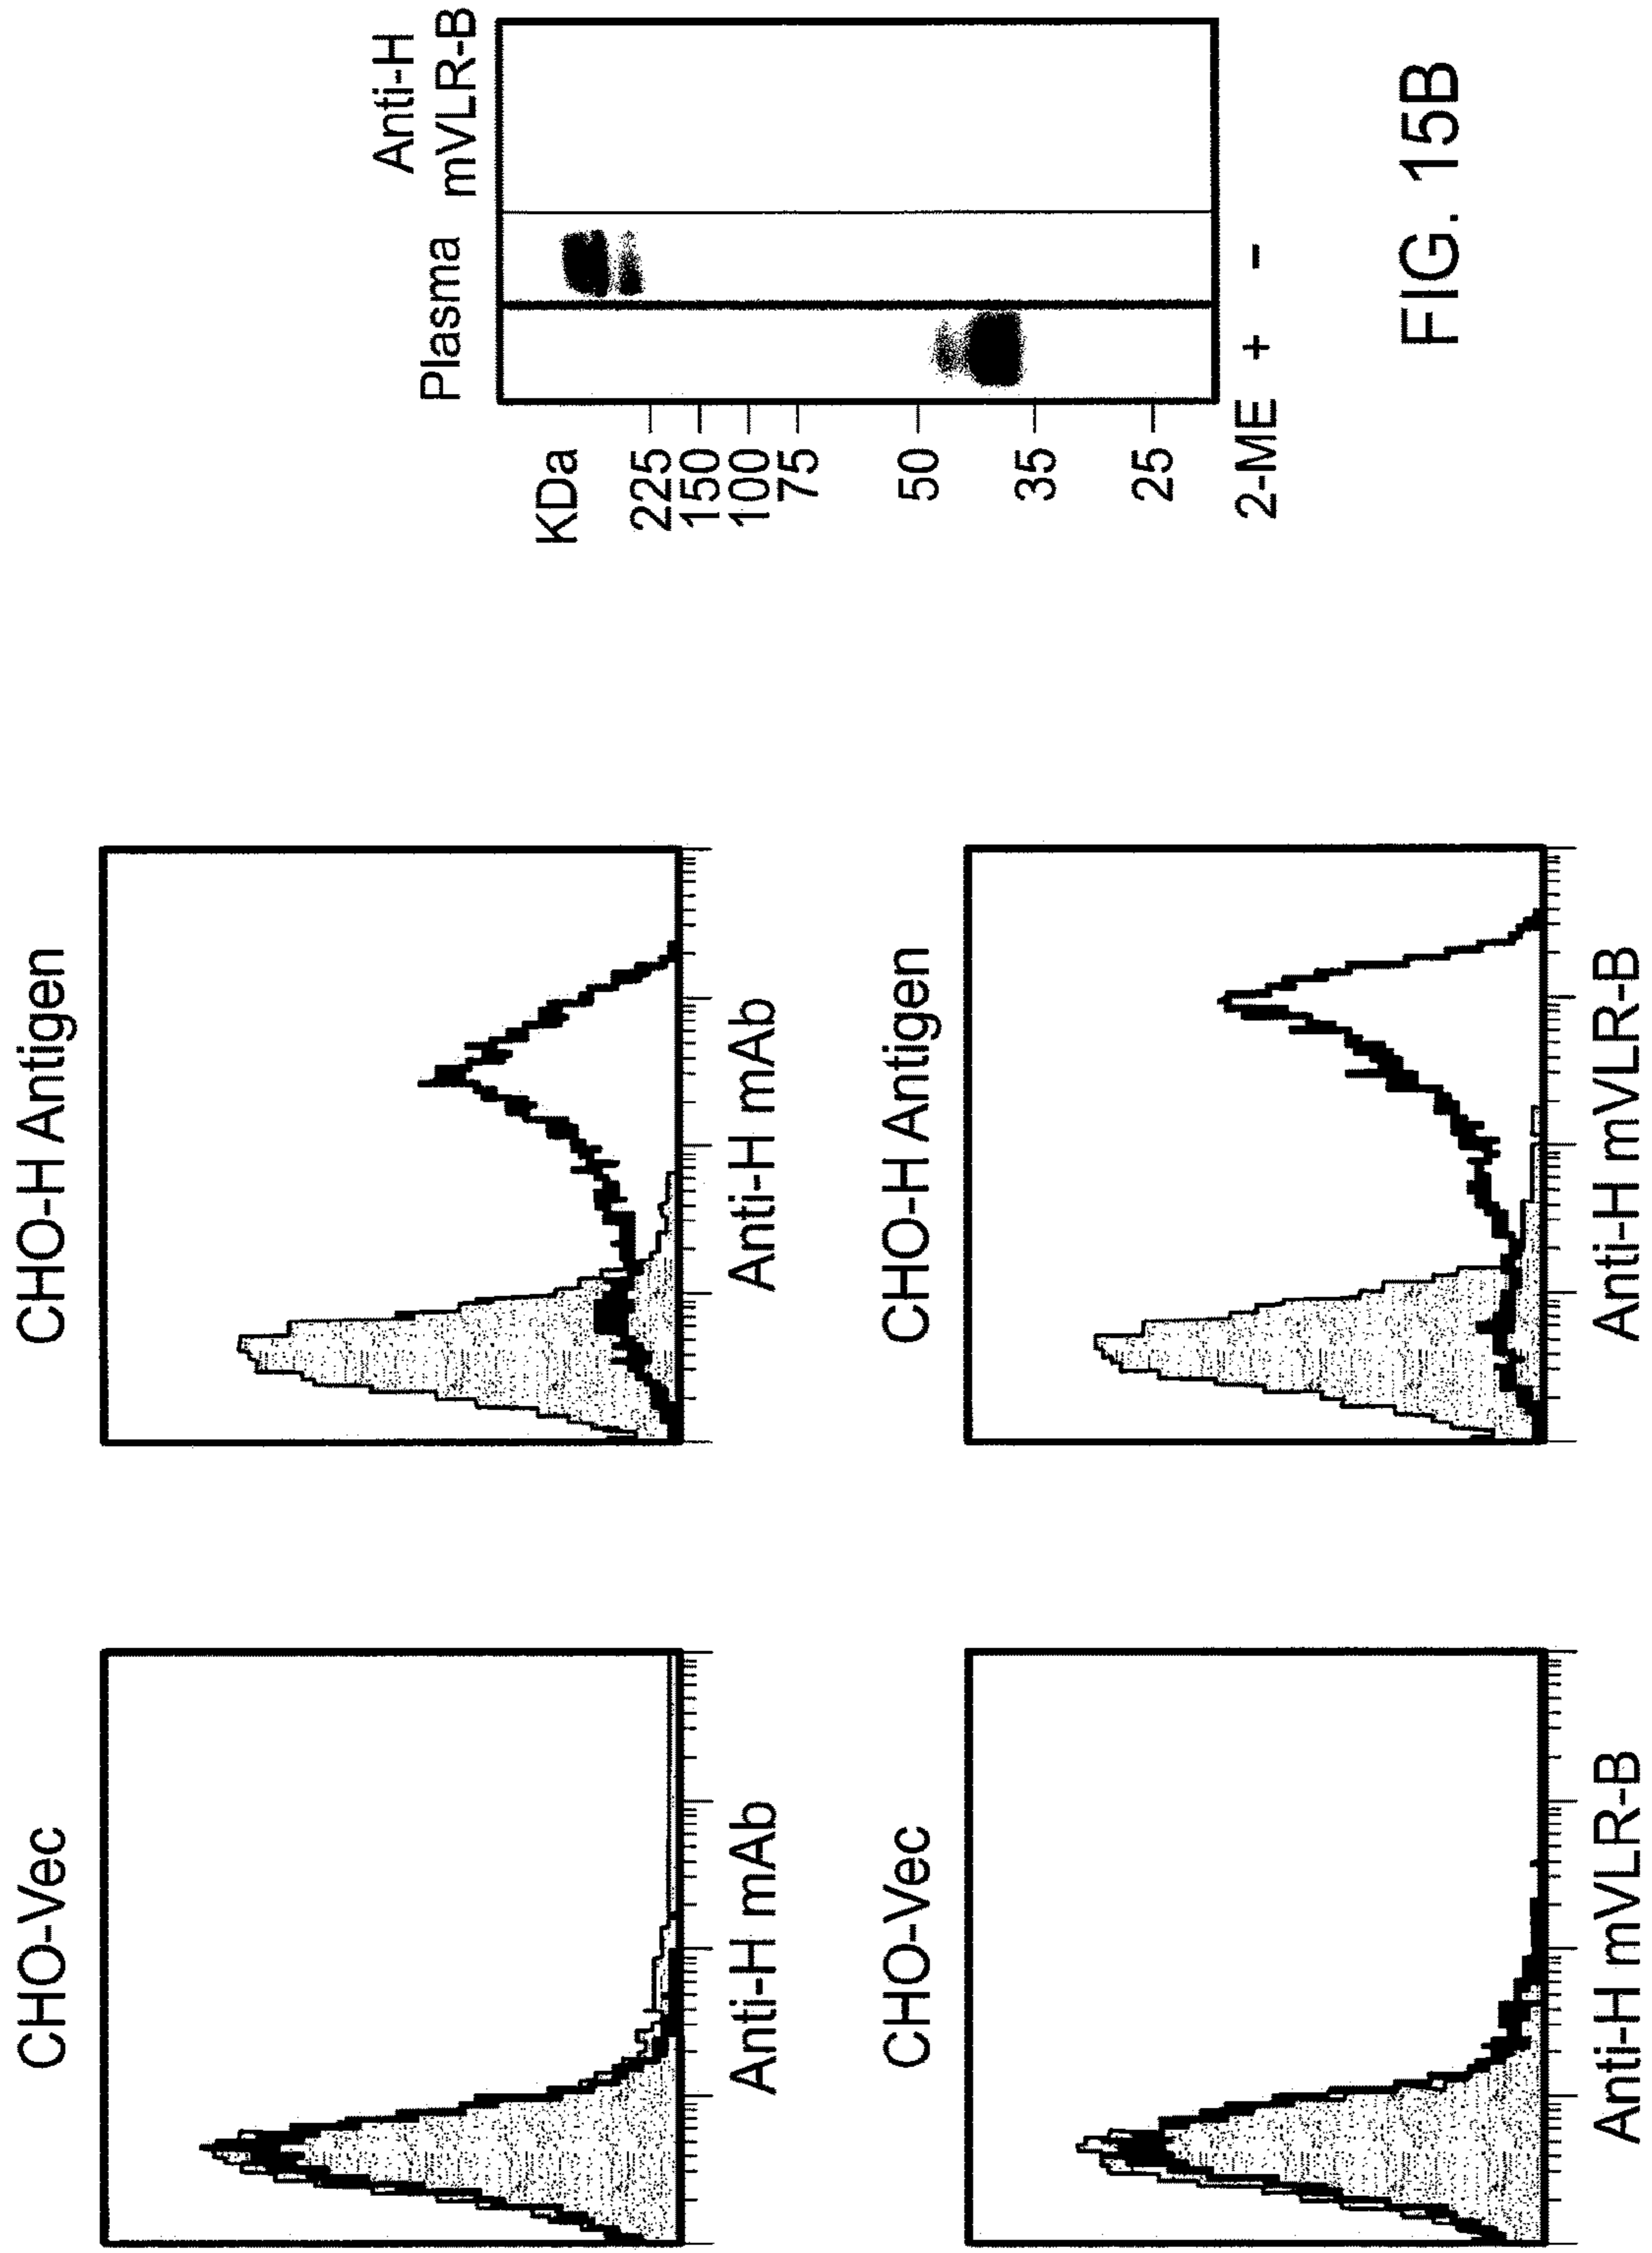 CHO-Vec
Anti-H mAb
CHO-H Antigen
Anti-H mAb
CHO-Vec
Anti-H mVLR-B
CHO-H Antigen
Anti-H mVLR-B
Anti-H
Plasma mVLR-B
KDa
225
150
100
75
50
35
25
2-ME + −
FIG. 15B